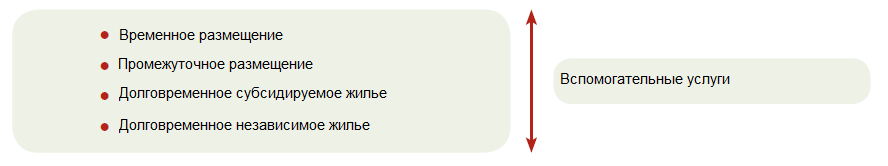 Временное размещение
Промежуточное размещение
Долговременное субсидируемое жилье
Долговременное независимое жилье
Вспомогательные услуги